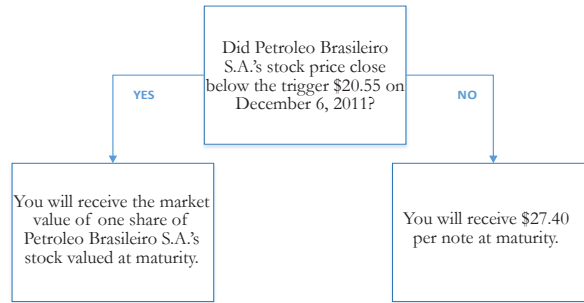 Did Petroleo Brasileiro
S.A.'s stock price close
below the trigger $20.55 on
December 6, 2011?
YES
NO
You will receive the market
value of one share of
Petroleo Brasileiro S.A.'s
stock valued at maturity.
You will receive $27.40
per note at maturity.